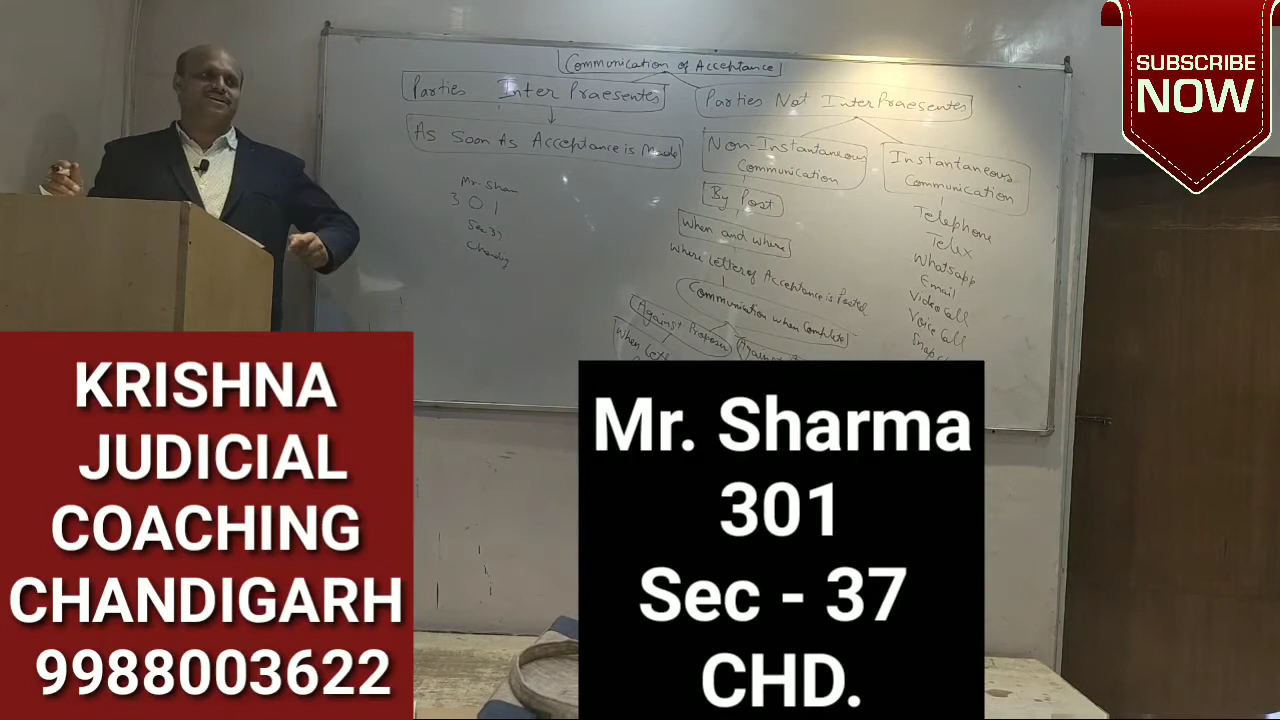 SUBSCRIBE
NOW
Communication of Acceptance
Parties Inter Praesentes
Parties Not Inter Praesentes
As Soon As Acceptance is Made
Non-Instantaneous
Communication
Instantaneous
Communication
Mr. Sham
301
Sec 37
By Post
When and where
Where Letter of Acceptance is Posted
Communication when Complete
Against Proposer
When
Against
Telephone
Telex
Whatsapp
Email
Video Call
Voice Call
KRISHNA
JUDICIAL
COACHING
CHANDIGARH
9988003622
Mr. Sharma
301
Sec - 37
CHD.